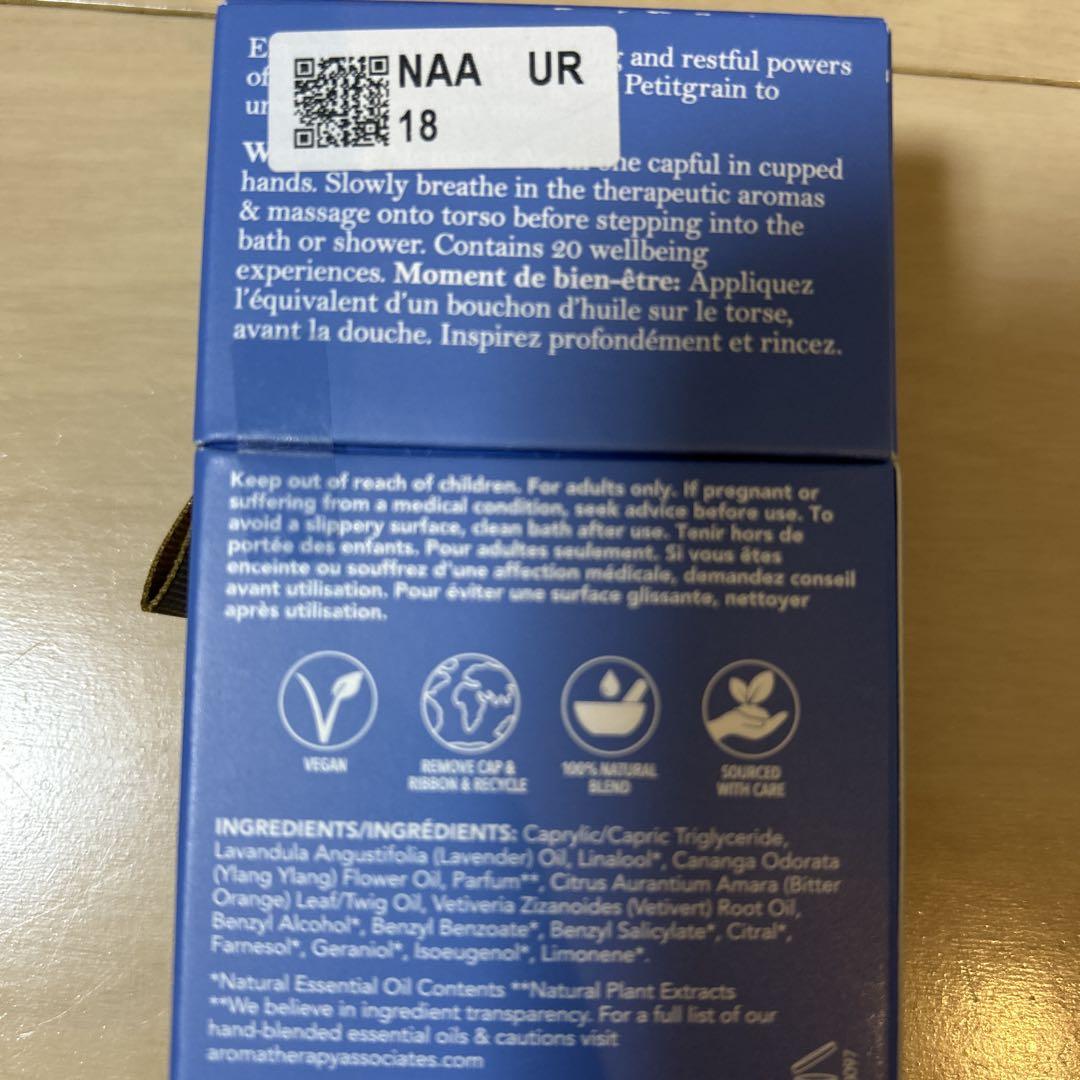 NAA UR
18
and restful powers
of
Petitgrain to
one capful in cupped
hands. Slowly breathe in the therapeutic aromas
& massage onto torso before stepping into the
bath or shower. Contains 20 wellbeing
experiences. Moment de bien-être: Appliquez
l'équivalent d'un bouchon d'huile sur le torse,
avant la douche. Inspirez profondément et rincez.
Keep out of reach of children. For adults only. If pregnant or
suffering from a medical condition, seek advice before use. To
avoid a slippery surface, clean bath after use. Tenir hors de
portée des enfants. Pour adultes seulement. Si vous êtes
enceinte ou souffrez d'une affection médicale, demandez conseil
avant utilisation. Pour éviter une surface glissante, nettoyer
après utilisation.
VEGAN
REMOVE CAP &
RIBBON & RECYCLE
100% NATURAL
BLEND
SOURCED
WITH CARE
INGREDIENTS/INGRÉDIENTS: Caprylic/Capric Triglyceride,
Lavandula Angustifolia (Lavender) Oil, Linalool*, Cananga Odorata
(Ylang Ylang) Flower Oil, Parfum**, Citrus Aurantium Amara (Bitter
Orange) Leaf/Twig Oil, Vetiveria Zizanoides (Vetivert) Root Oil,
Benzyl Alcohol*, Benzyl Benzoate*, Benzyl Salicylate*, Citral*,
Farnesol*, Geraniol*, Isoeugenol*, Limonene*.
*Natural Essential Oil Contents **Natural Plant Extracts
**We believe in ingredient transparency. For a full list of our
hand-blended essential oils & cautions visit
aromatherapyassociates.com